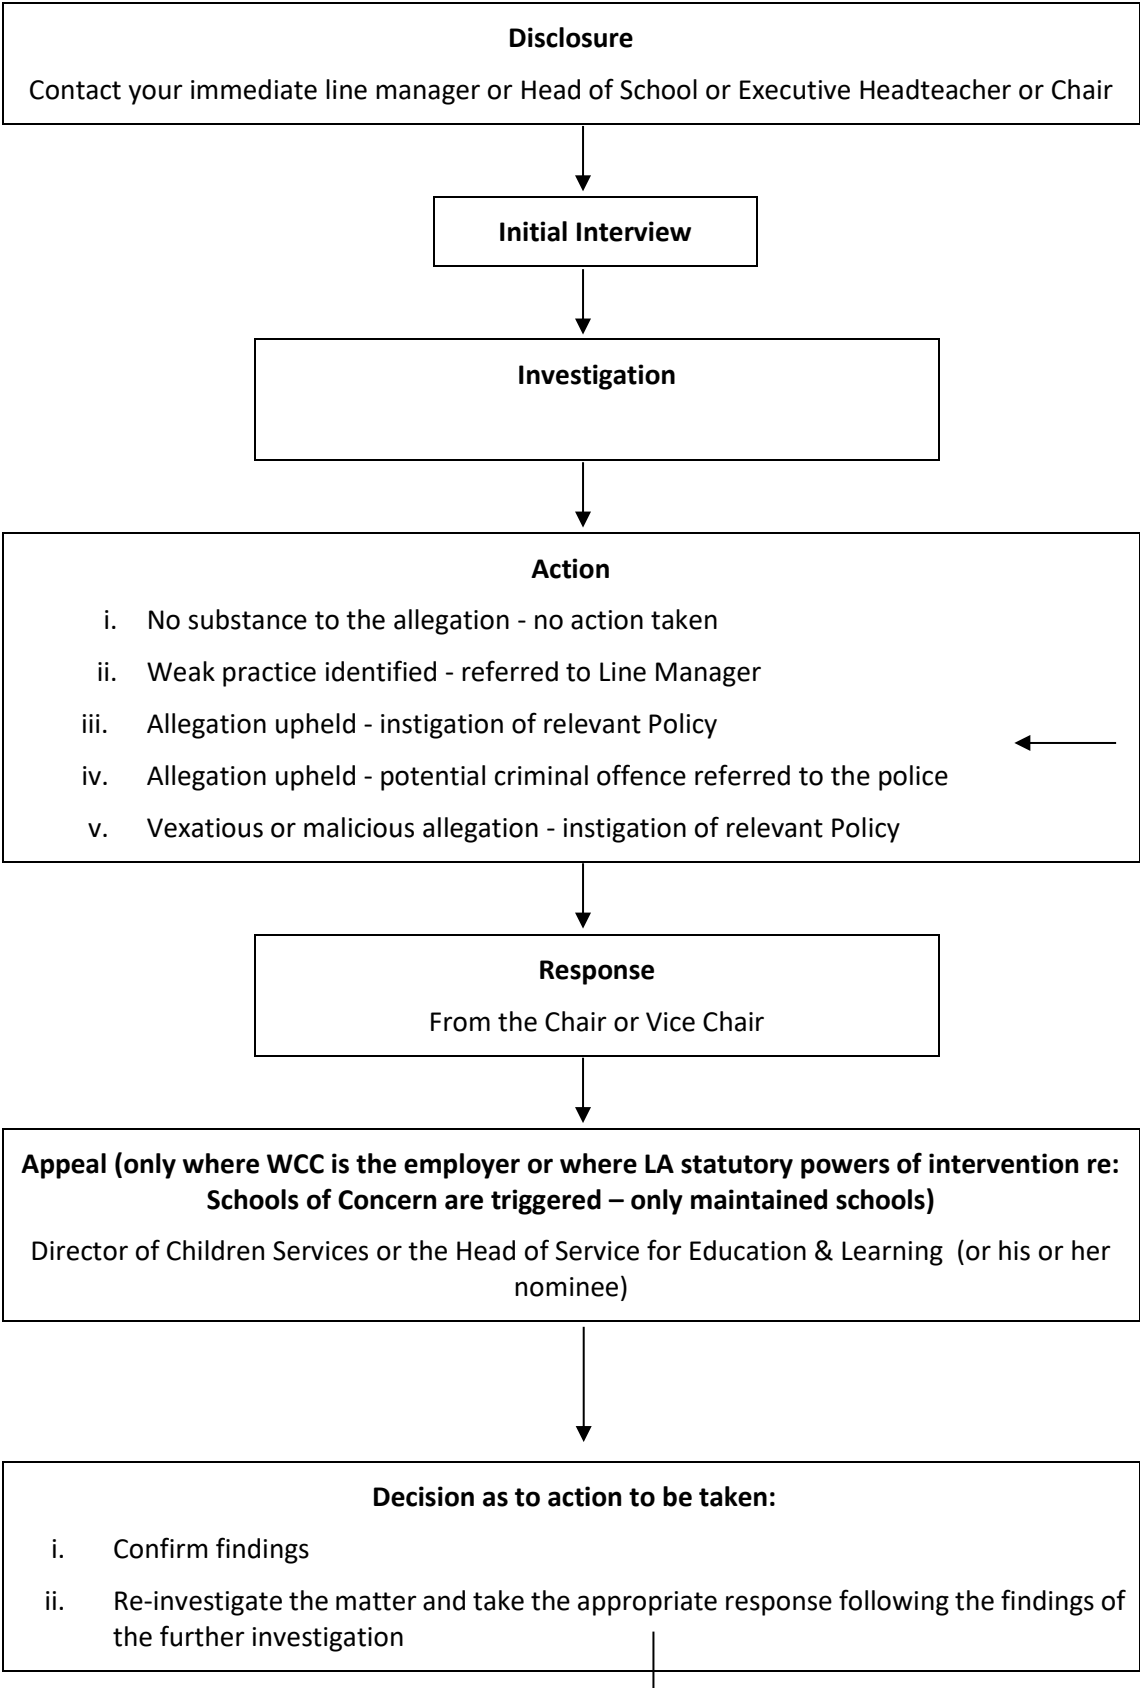 Disclosure
Contact your immediate line manager or Head of School or Executive Headteacher or Chair
Initial Interview
Investigation
Action
i. No substance to the allegation - no action taken
ii. Weak practice identified - referred to Line Manager
iii. Allegation upheld - instigation of relevant Policy
iv. Allegation upheld - potential criminal offence referred to the police
v. Vexatious or malicious allegation - instigation of relevant Policy
Response
From the Chair or Vice Chair
Appeal (only where WCC is the employer or where LA statutory powers of intervention re:
Schools of Concern are triggered – only maintained schools)
Director of Children Services or the Head of Service for Education & Learning (or his or her
nominee)
Decision as to action to be taken:
i. Confirm findings
ii. Re-investigate the matter and take the appropriate response following the findings of
the further investigation